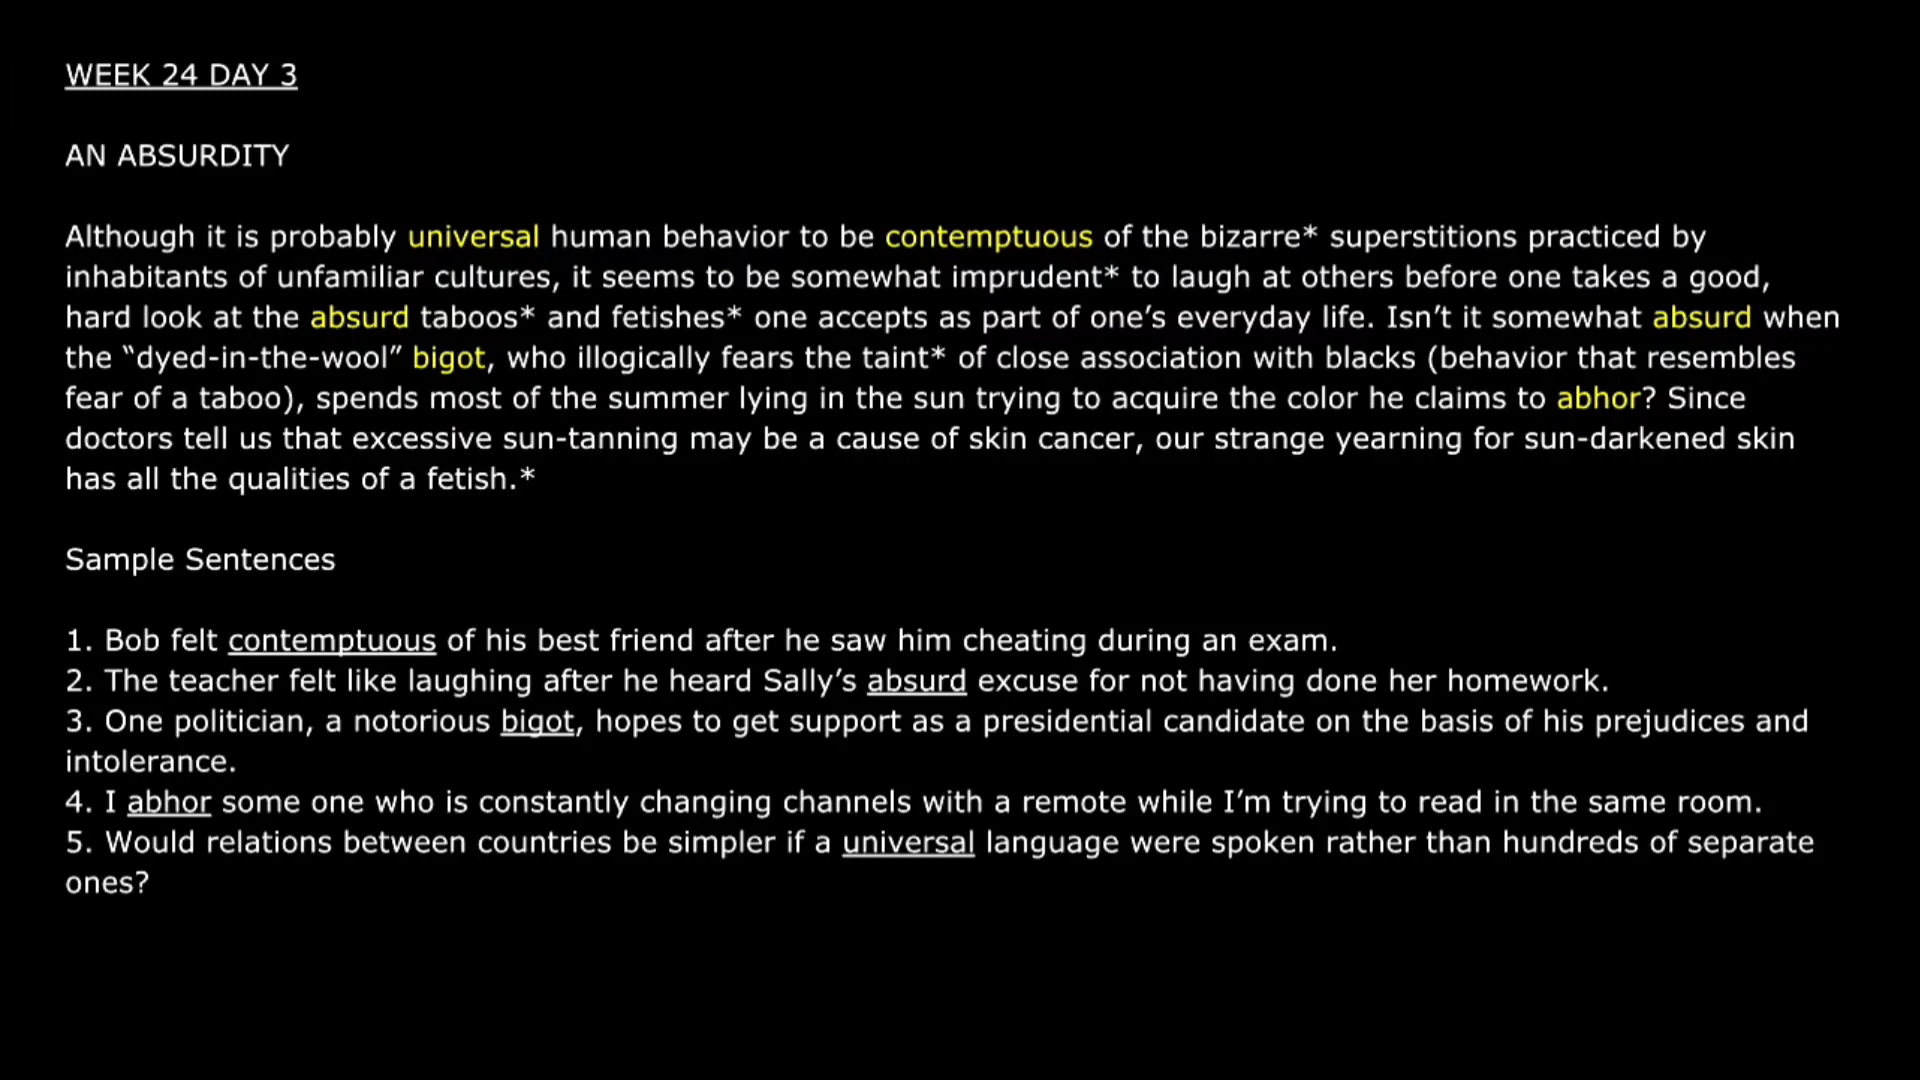 WEEK 24 DAY 3
AN ABSURDITY
Although it is probably universal human behavior to be contemptuous of the bizarre* superstitions practiced by
inhabitants of unfamiliar cultures, it seems to be somewhat imprudent* to laugh at others before one takes a good,
hard look at the absurd taboos* and fetishes* one accepts as part of one’s everyday life. Isn’t it somewhat absurd when
the “dyed-in-the-wool” bigot, who illogically fears the taint* of close association with blacks (behavior that resembles
fear of a taboo), spends most of the summer lying in the sun trying to acquire the color he claims to abhor? Since
doctors tell us that excessive sun-tanning may be a cause of skin cancer, our strange yearning for sun-darkened skin
has all the qualities of a fetish.*
Sample Sentences
1. Bob felt contemptuous of his best friend after he saw him cheating during an exam.
2. The teacher felt like laughing after he heard Sally’s absurd excuse for not having done her homework.
3. One politician, a notorious bigot, hopes to get support as a presidential candidate on the basis of his prejudices and
intolerance.
4. I abhor some one who is constantly changing channels with a remote while I’m trying to read in the same room.
5. Would relations between countries be simpler if a universal language were spoken rather than hundreds of separate
ones?